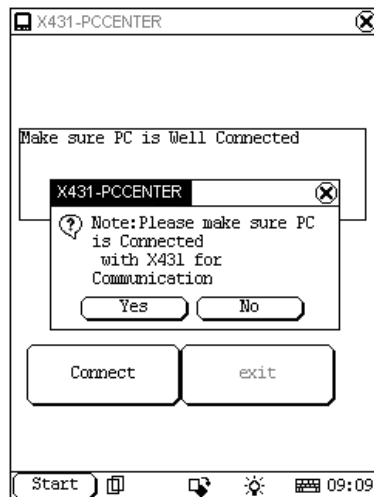 X431-PCCENTER
Make sure PC is Well Connected
X431-PCCENTER
Note:Please make sure PC
is Connected
with X431 for
Communication
Yes No
Connect exit
Start 09:09